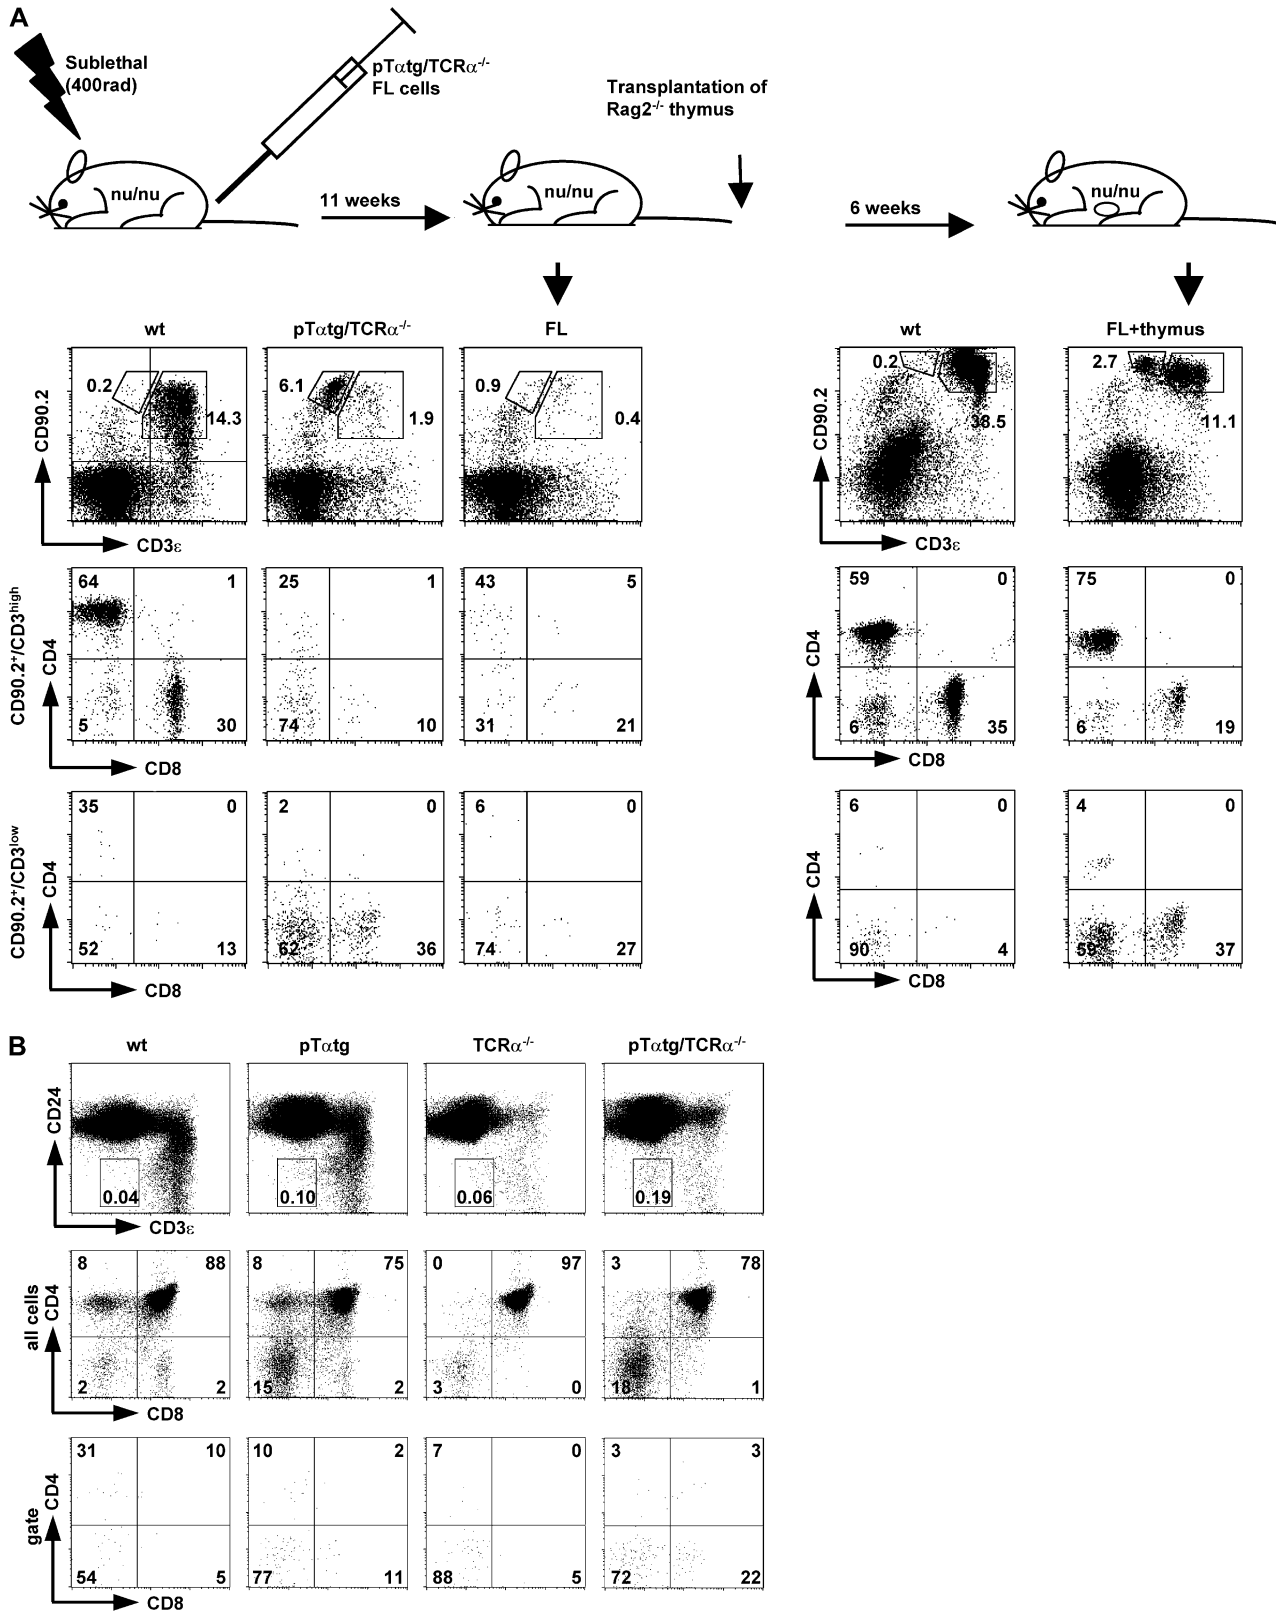 A
Sublethal
(400rad)
pTαtg/TCRα-/-
FL cells
Transplantation of
Rag2-/- thymus
nu/nu
11 weeks
nu/nu
6 weeks
nu/nu
wt
pTαtg/TCRα-/-
FL
wt
FL+thymus
CD90.2
0.2
14.3
6.1
1.9
0.9
0.4
CD90.2
0.2
38.5
2.7
11.1
CD3ε
CD3ε
CD90.2+/CD3high
CD4
64 1
5 30
25 1
74 10
43 5
31 21
CD4
59 0
6 35
75 0
6 19
CD8
CD8
CD90.2+/CD3low
CD4
35 0
52 13
2 0
62 36
6 0
74 27
CD4
6 0
90 4
4 0
59 37
CD8
CD8
B
wt
pTαtg
TCRα-/-
pTαtg/TCRα-/-
CD24
0.04
0.10
0.06
0.19
CD3ε
all cells
CD4
8 88
2 2
8 75
15 2
0 97
3 0
3 78
18 1
CD8
gate
CD4
31 10
54 5
10 2
77 11
7 0
88 5
3 3
72 22
CD8